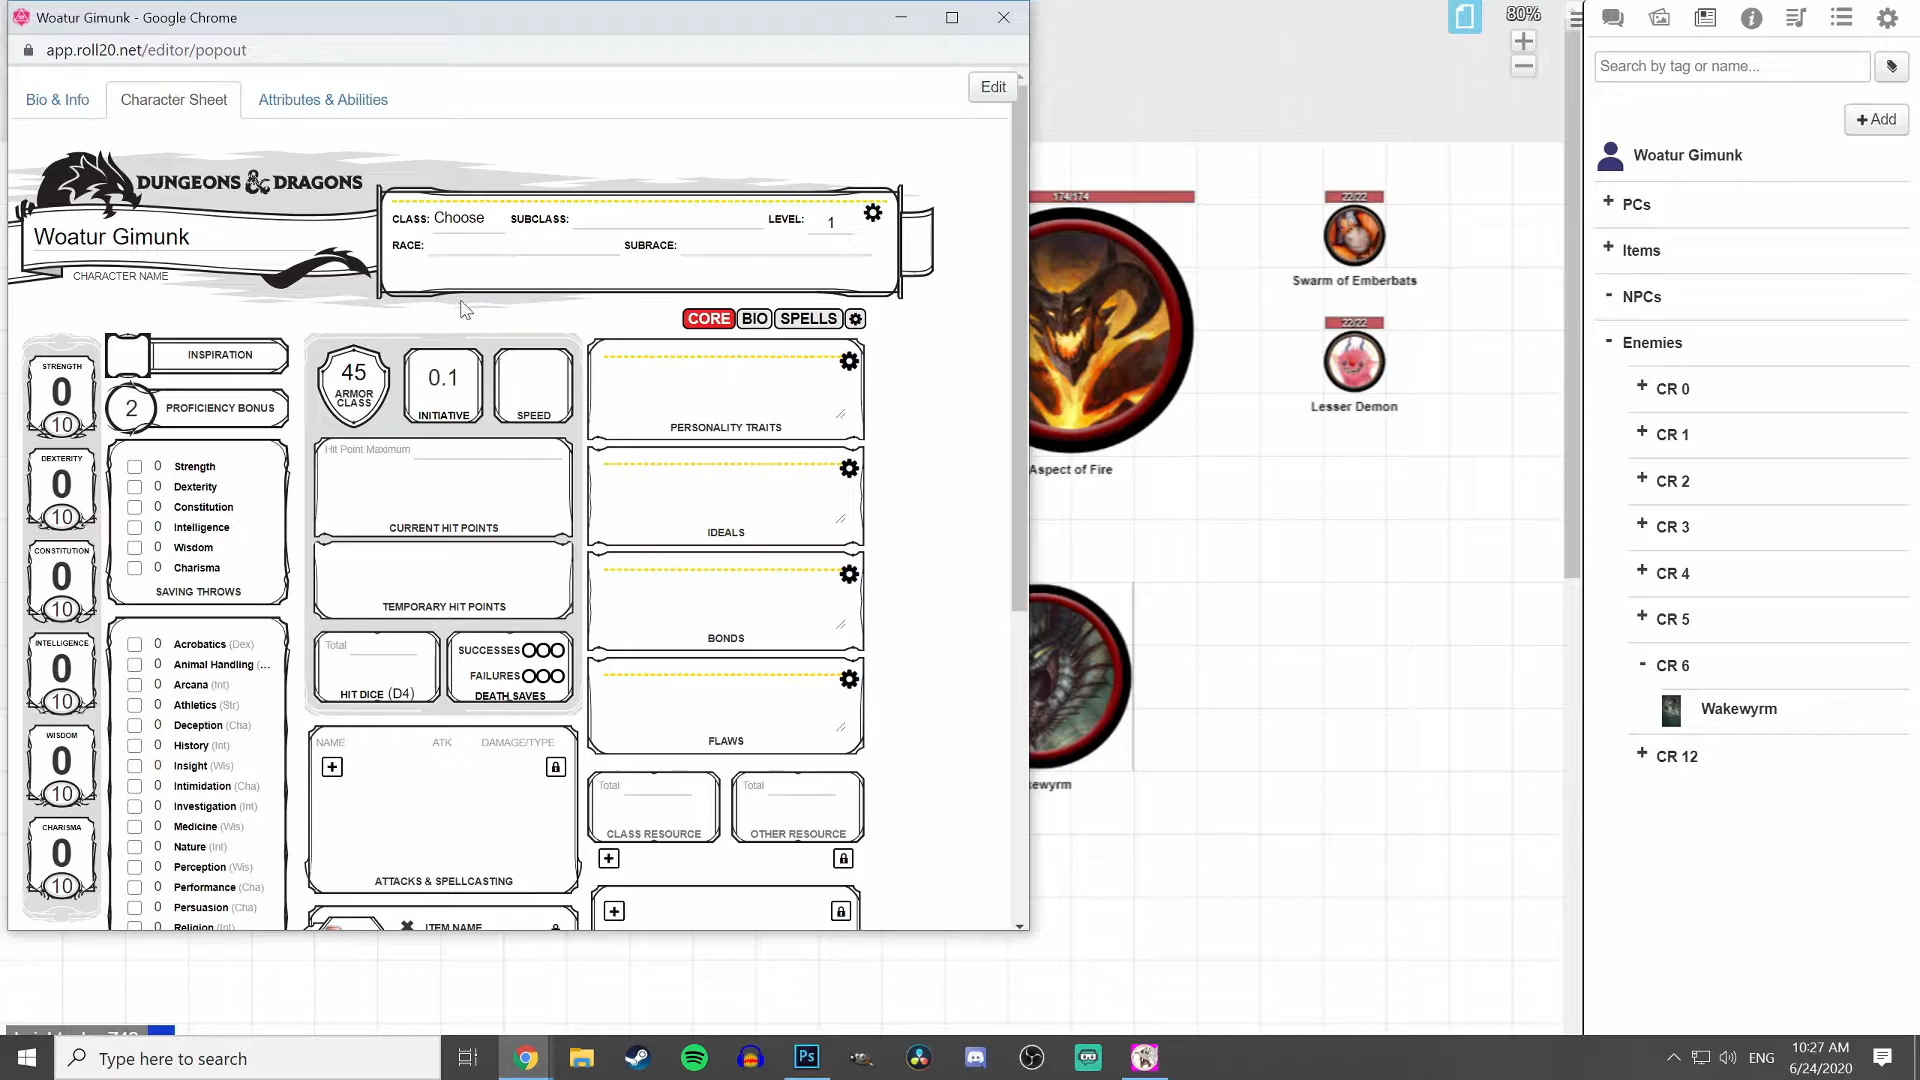 Woatur Gimunk - Google Chrome
app.roll20.net/editor/popout
Bio & Info
Character Sheet
Attributes & Abilities
Edit
DUNGEONS & DRAGONS
Woatur Gimunk
CHARACTER NAME
CLASS: Choose
SUBCLASS:
LEVEL: 1
RACE:
SUBRACE:
CORE
BIO
SPELLS
STRENGTH
0
10
DEXTERITY
0
10
CONSTITUTION
0
10
INTELLIGENCE
0
10
WISDOM
0
10
CHARISMA
0
10
INSPIRATION
2 PROFICIENCY BONUS
0 Strength
0 Dexterity
0 Constitution
0 Intelligence
0 Wisdom
0 Charisma
SAVING THROWS
0 Acrobatics (Dex)
0 Animal Handling (...
0 Arcana (Int)
0 Athletics (Str)
0 Deception (Cha)
0 History (Int)
0 Insight (Wis)
0 Intimidation (Cha)
0 Investigation (Int)
0 Medicine (Wis)
0 Nature (Int)
0 Perception (Wis)
0 Performance (Cha)
0 Persuasion (Cha)
0 Religion (Int)
45
ARMOR
CLASS
0.1
INITIATIVE
SPEED
Hit Point Maximum
CURRENT HIT POINTS
TEMPORARY HIT POINTS
Total
HIT DICE (D4)
SUCCESSES
FAILURES
DEATH SAVES
NAME ATK DAMAGE/TYPE
ATTACKS & SPELLCASTING
ITEM NAME
PERSONALITY TRAITS
IDEALS
BONDS
FLAWS
Total
CLASS RESOURCE
Total
OTHER RESOURCE
80%
174/174
Aspect of Fire
22/22
Swarm of Emberbats
22/22
Lesser Demon
ewyrm
Search by tag or name...
Add
Woatur Gimunk
+ PCs
+ Items
- NPCs
- Enemies
+ CR 0
+ CR 1
+ CR 2
+ CR 3
+ CR 4
+ CR 5
- CR 6
Wakewyrm
+ CR 12
Type here to search
Ps
ENG
10:27 AM
6/24/2020